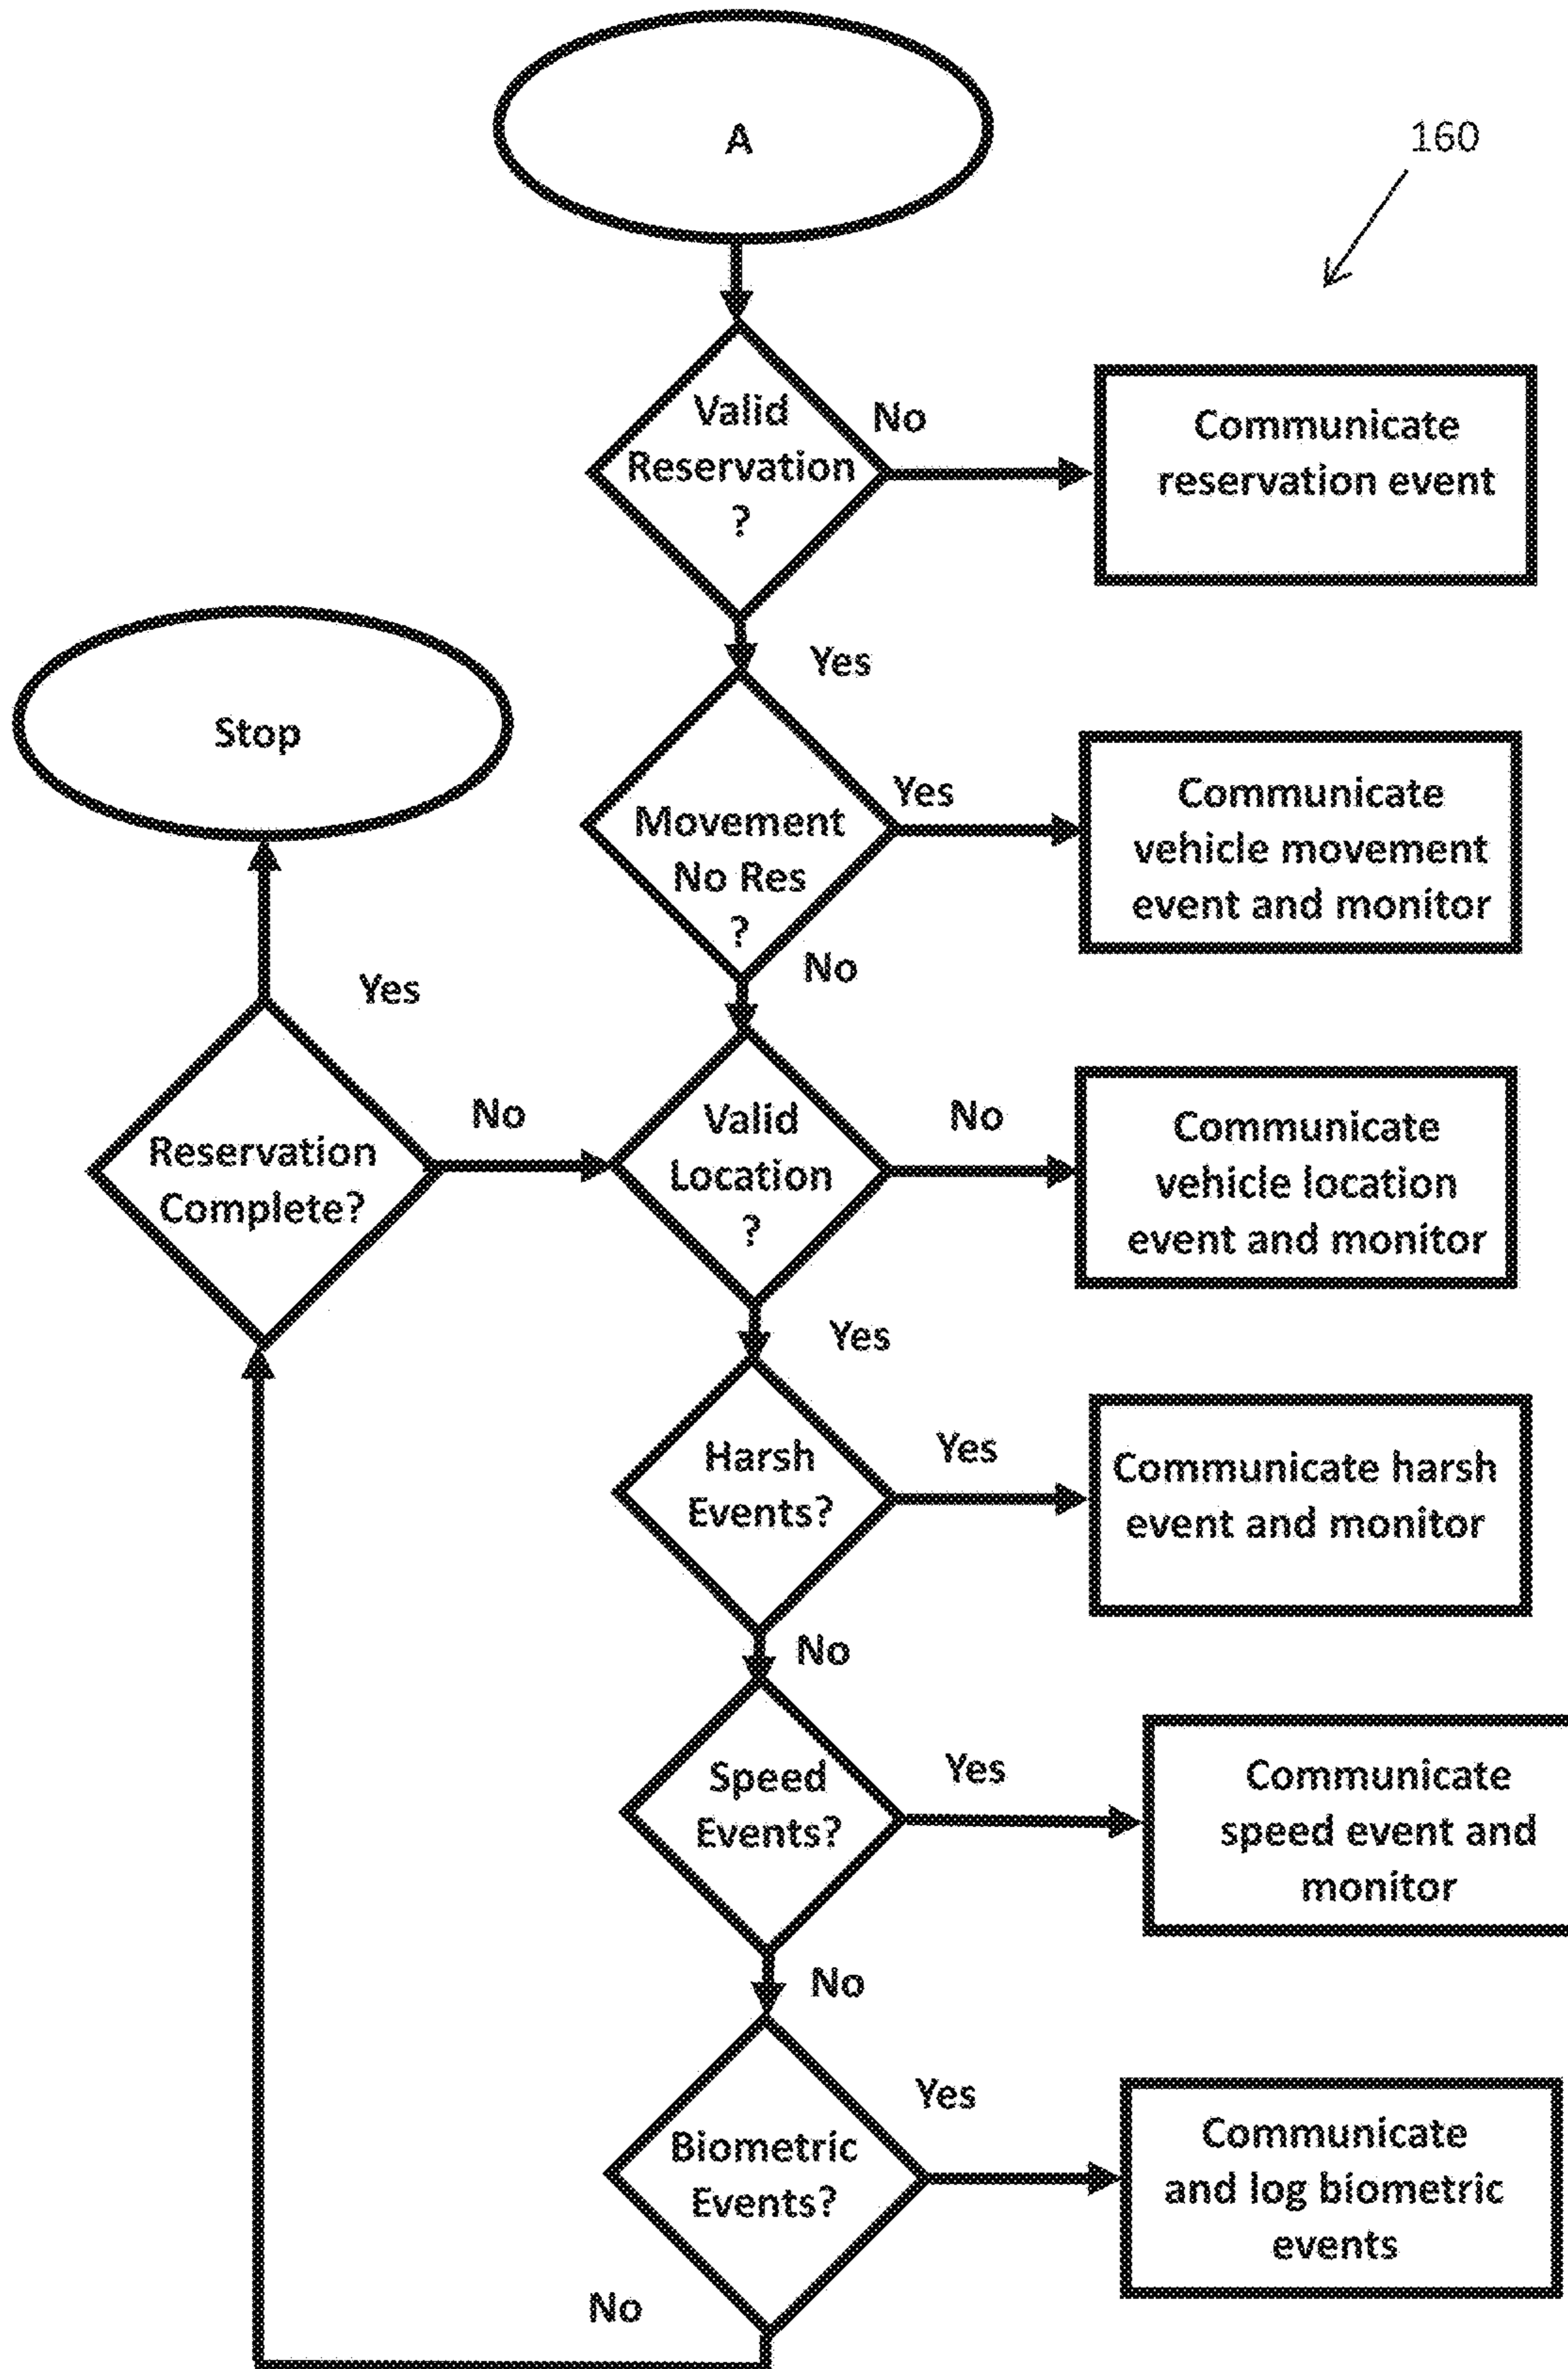 A
160
Valid
Reservation
?
No
Communicate
reservation event
Yes
Stop
Movement
No Res
?
Yes
Communicate
vehicle movement
event and monitor
No
Yes
Reservation
Complete?
No
Valid
Location
?
No
Communicate
vehicle location
event and monitor
Yes
Harsh
Events?
Yes
Communicate harsh
event and monitor
No
Speed
Events?
Yes
Communicate
speed event and
monitor
No
Biometric
Events?
Yes
Communicate
and log biometric
events
No